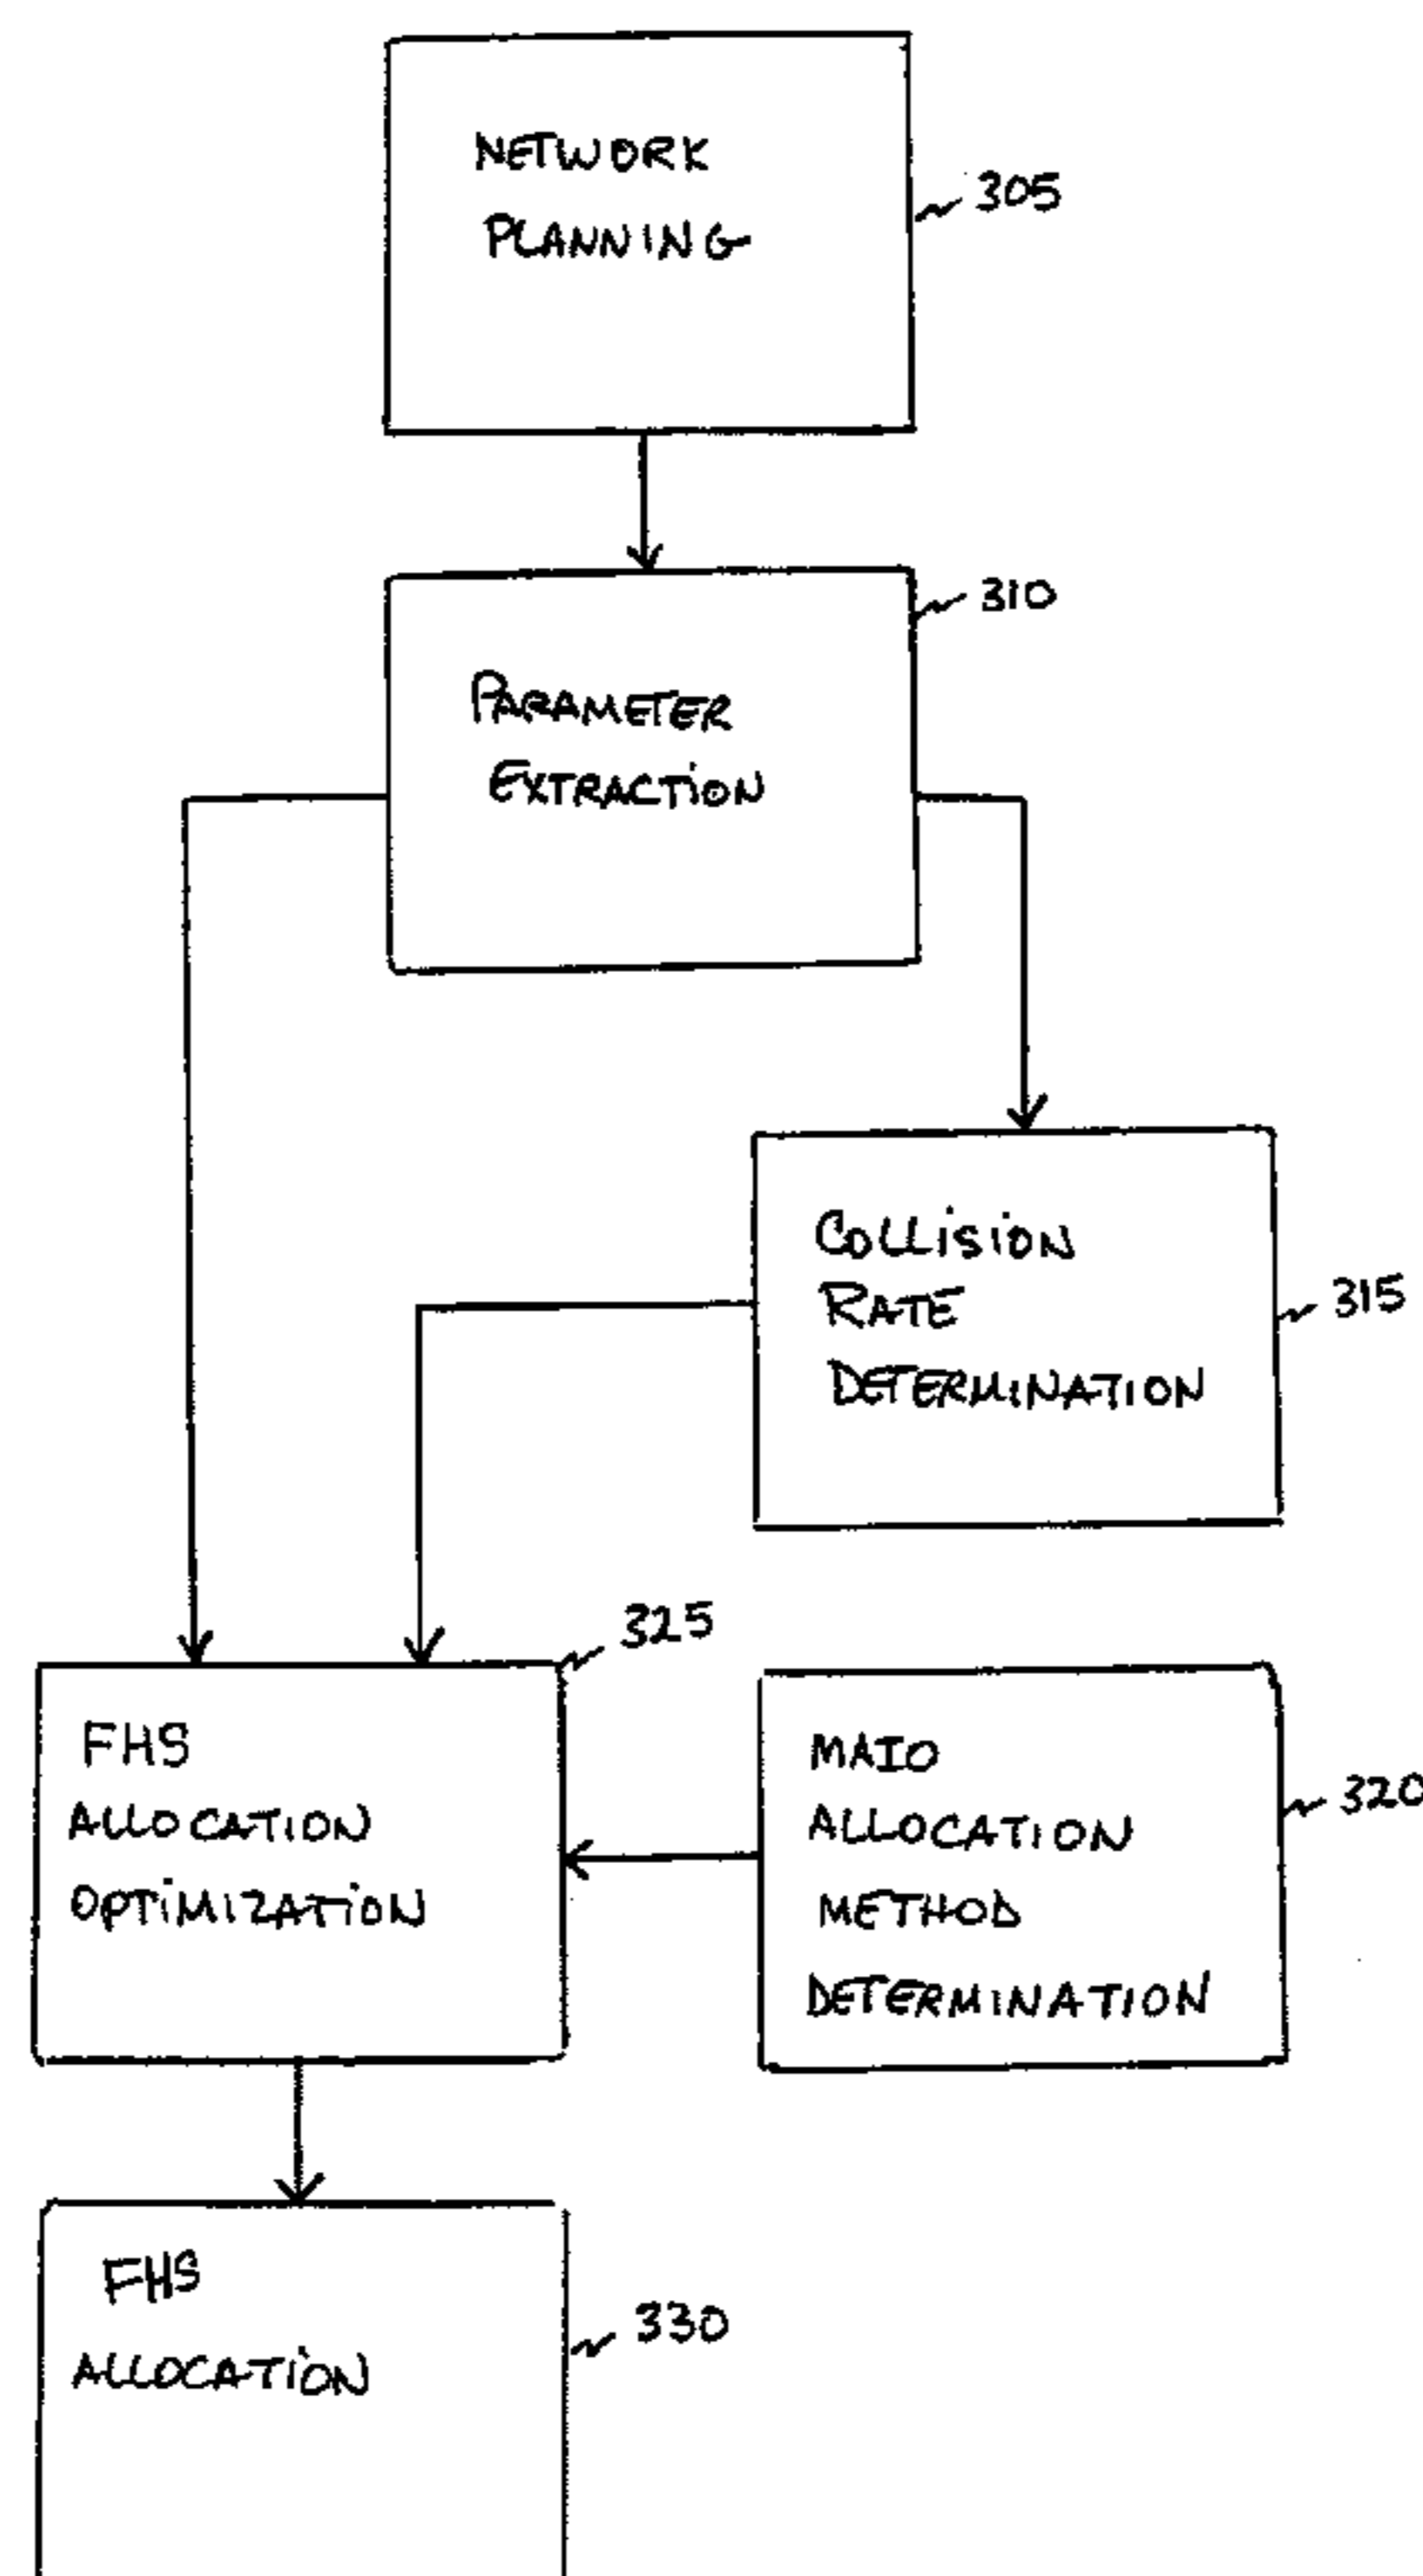 NETWORK
PLANNING
305
310
PARAMETER
EXTRACTION
COLLISION
RATE
DETERMINATION
315
325
FHS
ALLOCATION
OPTIMIZATION
MAIO
ALLOCATION
METHOD
DETERMINATION
320
FHS
ALLOCATION
330